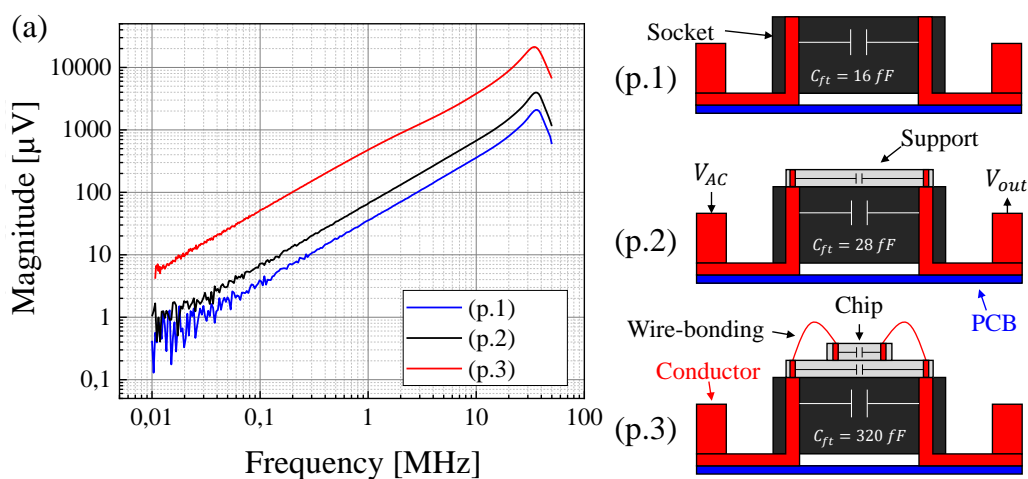 (a)
Magnitude [µV]
10000
1000
100
10
1
0,1
0,01
0,1
1
10
100
Frequency [MHz]
(p.1)
(p.2)
(p.3)
Socket
(p.1)
C_ft = 16 fF
Support
V_AC
V_out
(p.2)
C_ft = 28 fF
PCB
Chip
Wire-bonding
Conductor
(p.3)
C_ft = 320 fF